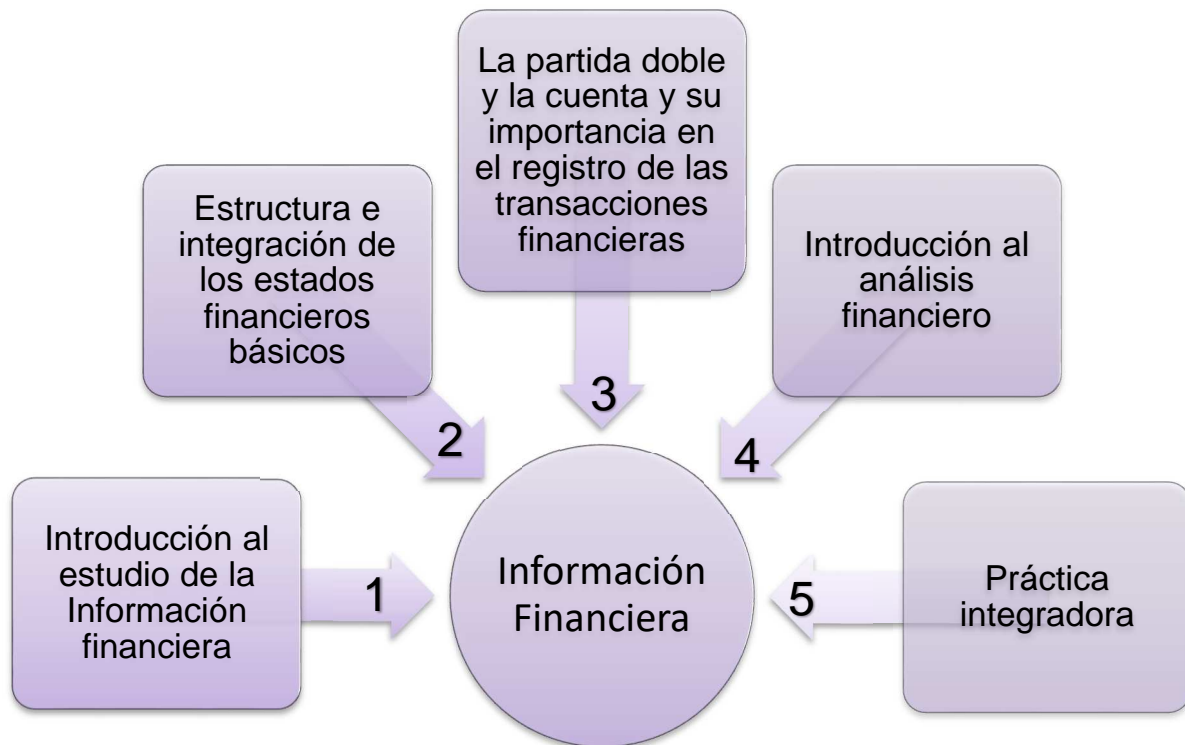 La partida doble
y la cuenta y su
importancia en
el registro de las
transacciones
financieras
Estructura e
integración de
los estados
financieros
básicos
Introducción al
análisis
financiero
3
2
4
Introducción al
estudio de la
Información
financiera
1
Información
Financiera
5
Práctica
integradora